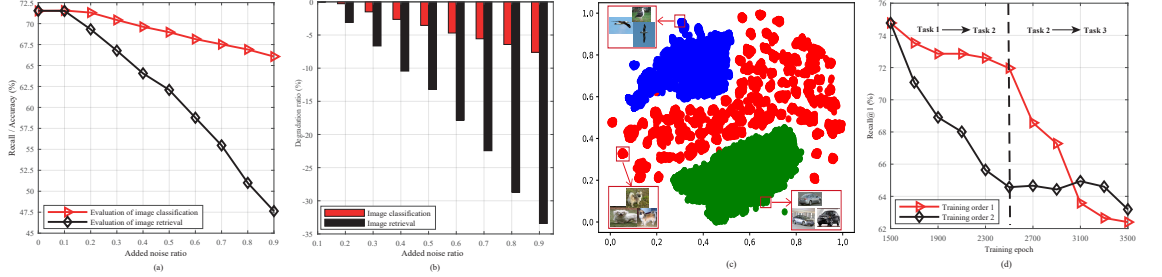 72.5
70
67.5
65
62.5
60
57.5
55
52.5
50
47.5
45
Recall / Accuracy (%)
Evaluation of image classification
Evaluation of image retrieval
0 0.1 0.2 0.3 0.4 0.5 0.6 0.7 0.8 0.9
Added noise ratio
(a)
0
-5
-10
-15
-20
-25
-30
-35
Degradation ratio (%)
Image classification
Image retrieval
0.1 0.2 0.3 0.4 0.5 0.6 0.7 0.8 0.9
Added noise ratio
(b)
1.0
0.8
0.6
0.4
0.2
0.0
0.0 0.2 0.4 0.6 0.8 1.0
(c)
76
74
72
70
68
66
64
62
Recall@1 (%)
Task 1 Task 2 Task 2 Task 3
Training order 1
Training order 2
1500 1900 2300 2700 3100 3500
Training epoch
(d)